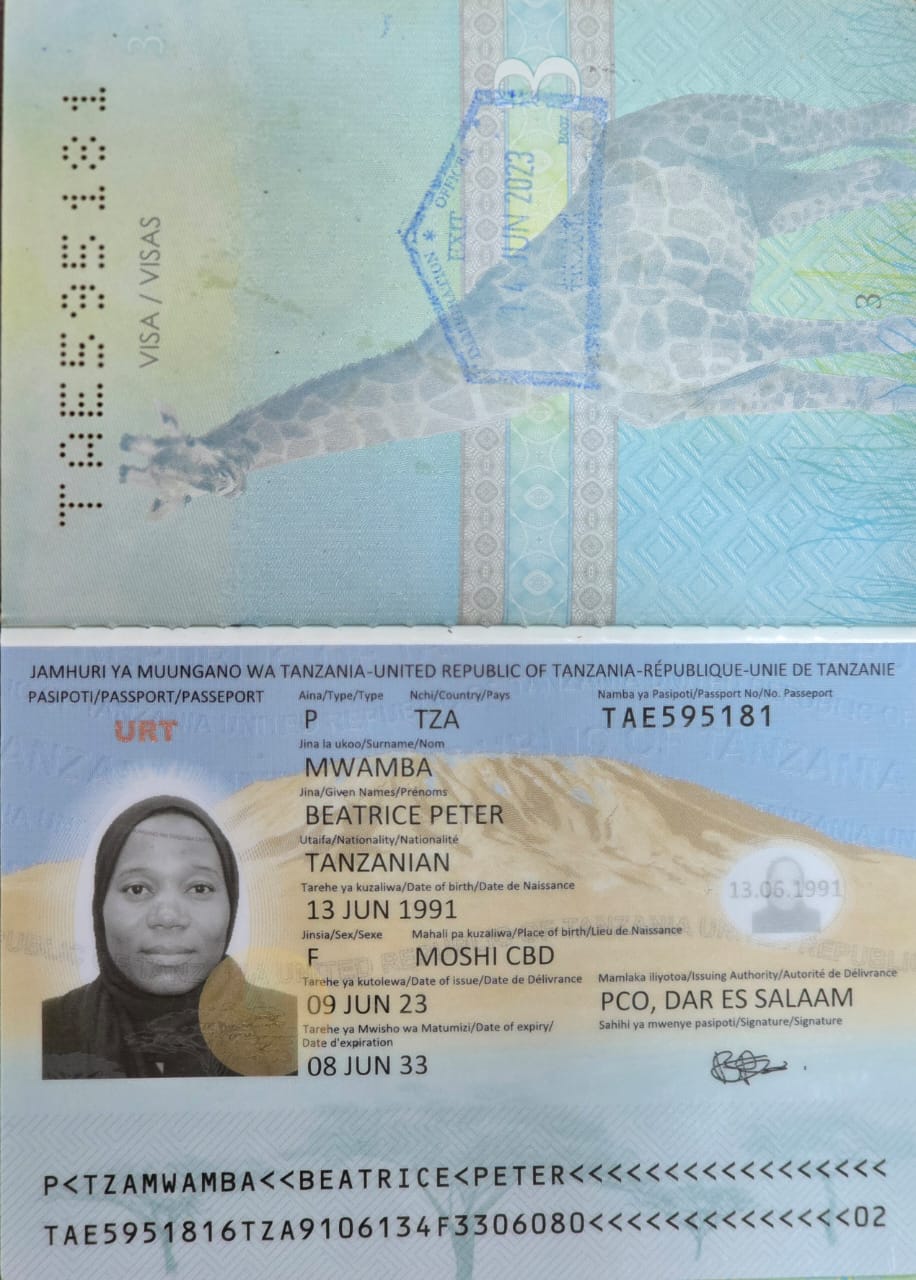 TAE595181
3
VISA / VISAS
3
EXIT
14 JUN 2023
TANZANIA
3
JAMHURI YA MUUNGANO WA TANZANIA-UNITED REPUBLIC OF TANZANIA-RÉPUBLIQUE-UNIE DE TANZANIE
PASIPOTI/PASSPORT/PASSEPORT Aina/Type/Type Nchi/Country/Pays Namba ya Pasipoti/Passport No/No. Passeport
URT P TZA TAE595181
Jina la ukoo/Surname/Nom
MWAMBA
Jina/Given Names/Prénoms
BEATRICE PETER
Utaifa/Nationality/Nationalité
TANZANIAN
Tarehe ya kuzaliwa/Date of birth/Date de Naissance
13 JUN 1991
13.06.1991
Jinsia/Sex/Sexe Mahali pa kuzaliwa/Place of birth/Lieu de Naissance
F MOSHI CBD
Tarehe ya kutolewa/Date of issue/Date de Délivrance Mamlaka iliyotoa/Issuing Authority/Autorité de Délivrance
09 JUN 23 PCO, DAR ES SALAAM
Tarehe ya Mwisho wa Matumizi/Date of expiry/ Sahihi ya mwenye pasipoti/Signature/Signature
Date d'expiration
08 JUN 33
P<TZAMWAMBA<<BEATRICE<PETER<<<<<<<<<<<<<<<<<
TAE5951816TZA9106134F3306080<<<<<<<<<<<<<<02